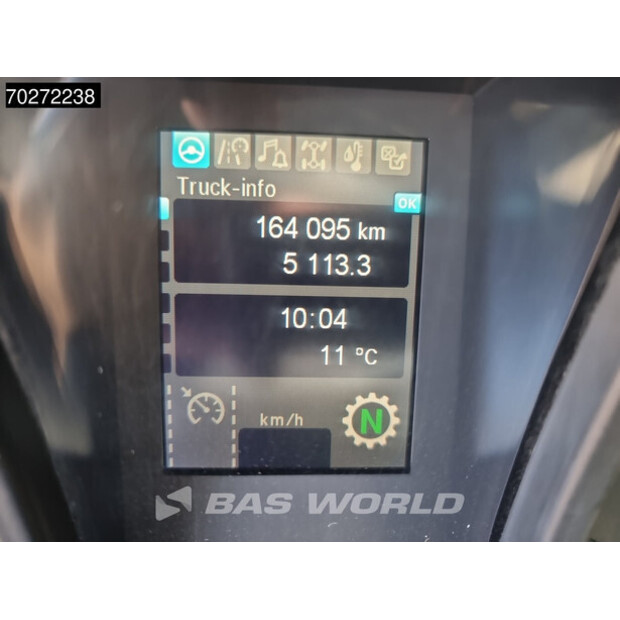 70272238
Truck-info
OK
164 095 km
5 113.3
10:04
11 °C
km/h
N
BAS WORLD